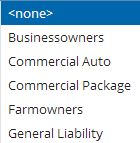 <none>
Businessowners
Commercial Auto
Commercial Package
Farmowners
General Liability